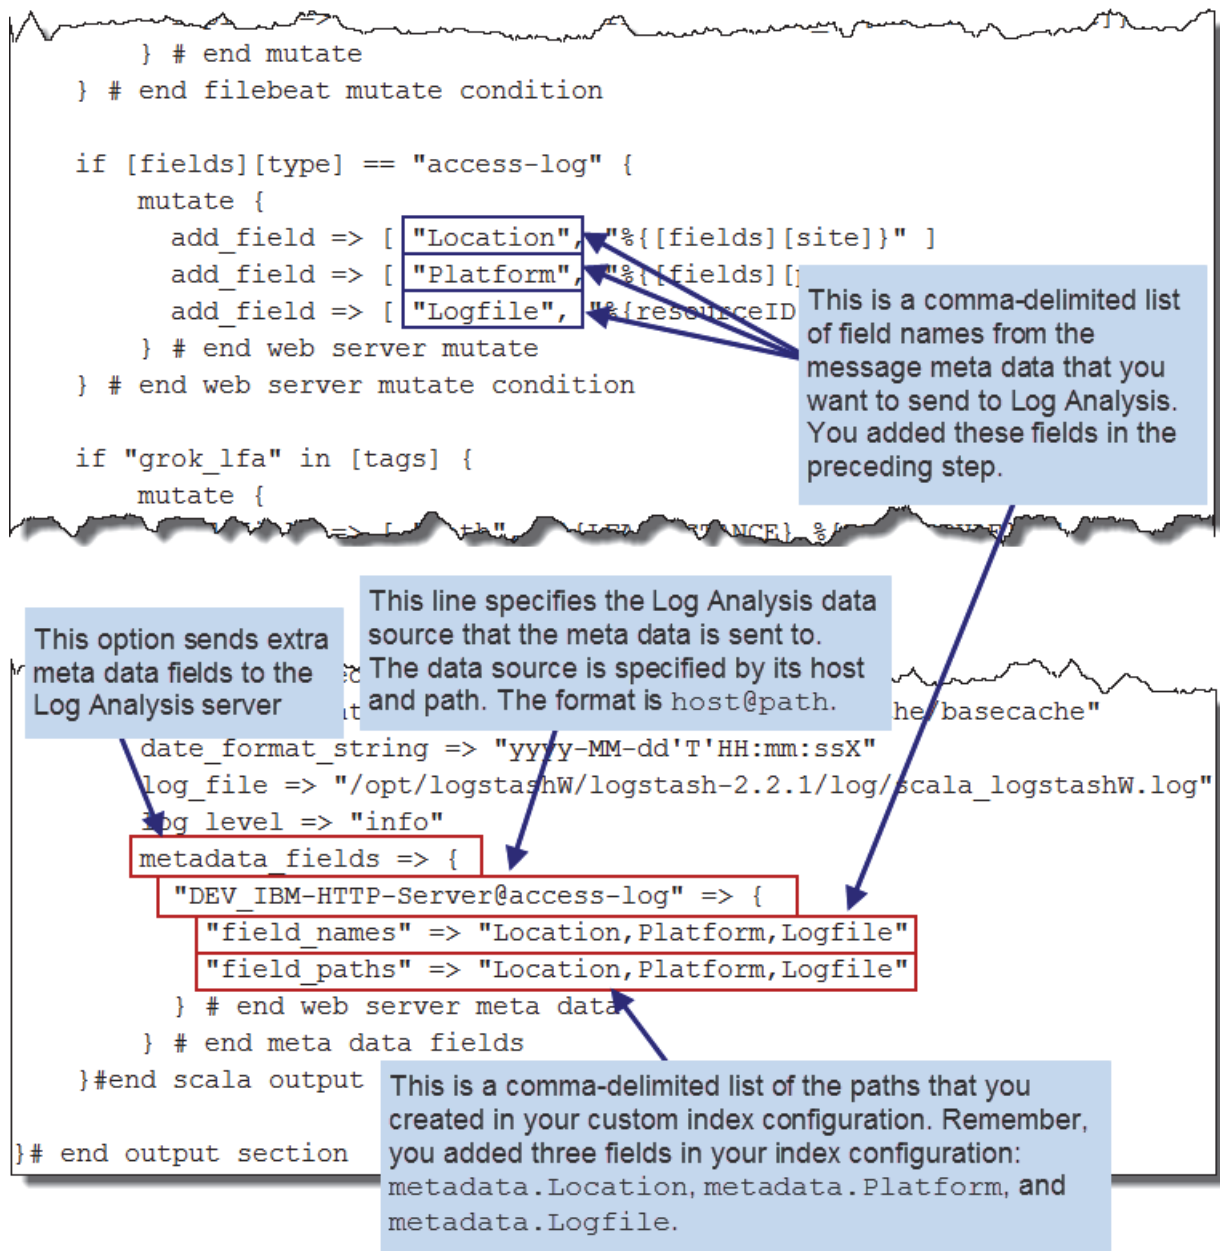 } # end mutate
} # end filebeat mutate condition
if [fields][type] == "access-log" {
mutate {
add_field => [ "Location", "%{[fields][site]}" ]
add_field => [ "Platform", "%{[fields][
add_field => [ "Logfile", "%{resourceID
} # end web server mutate
} # end web server mutate condition
if "grok_lfa" in [tags] {
mutate {
This is a comma-delimited list
of field names from the
message meta data that you
want to send to Log Analysis.
You added these fields in the
preceding step.
This option sends extra
meta data fields to the
Log Analysis server
This line specifies the Log Analysis data
source that the meta data is sent to.
The data source is specified by its host
and path. The format is host@path.
he/basecache"
date_format_string => "yyyy-MM-dd'T'HH:mm:ssX"
log_file => "/opt/logstashW/logstash-2.2.1/log/scala_logstashW.log"
log level => "info"
metadata_fields => {
"DEV_IBM-HTTP-Server@access-log" => {
"field_names" => "Location,Platform,Logfile"
"field_paths" => "Location,Platform,Logfile"
} # end web server meta data
} # end meta data fields
}#end scala output
}# end output section
This is a comma-delimited list of the paths that you
created in your custom index configuration. Remember,
you added three fields in your index configuration:
metadata.Location, metadata.Platform, and
metadata.Logfile.